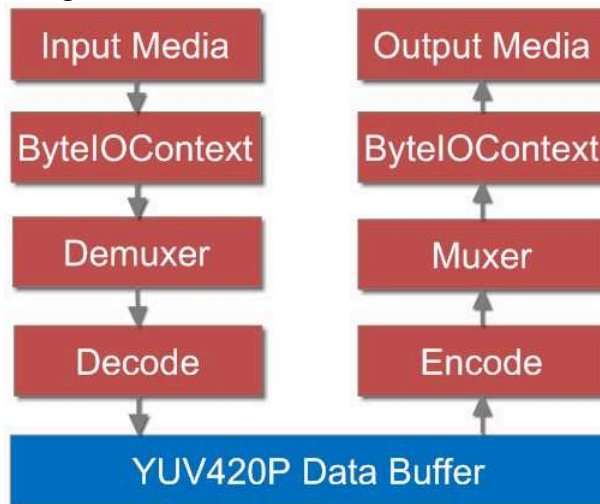 Input Media
ByteIOContext
Demuxer
Decode
Output Media
ByteIOContext
Muxer
Encode
YUV420P Data Buffer